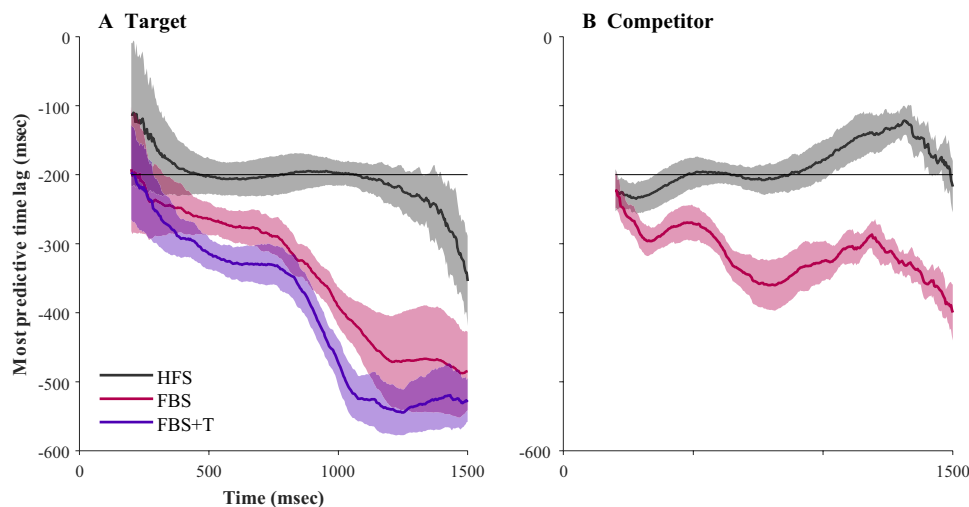 A Target
B Competitor
Most predictive time lag (msec)
0
-100
-200
-300
-400
-500
-600
HFS
FBS
FBS+T
0
500
1000
1500
Time (msec)
0
-600
0
1500